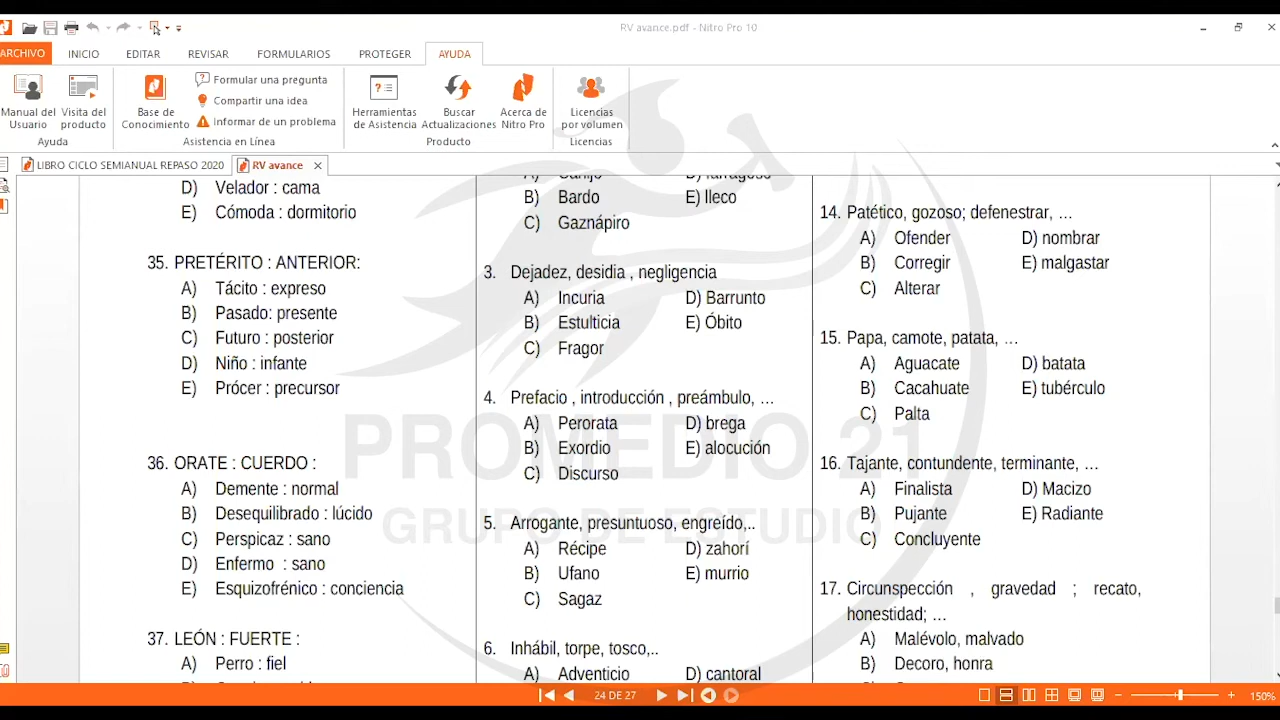 RV avance.pdf - Nitro Pro 10
ARCHIVO
INICIO
EDITAR
REVISAR
FORMULARIOS
PROTEGER
AYUDA
Manual del Usuario
Visita del producto
Ayuda
Base de Conocimiento
Formular una pregunta
Compartir una idea
Informar de un problema
Asistencia en Línea
Herramientas de Asistencia
Buscar Actualizaciones
Acerca de Nitro Pro
Producto
Licencias por volumen
Licencias
LIBRO CICLO SEMIANUAL REPASO 2020
RV avance
D) Velador : cama
E) Cómoda : dormitorio
35. PRETÉRITO : ANTERIOR:
A) Tácito : expreso
B) Pasado: presente
C) Futuro : posterior
D) Niño : infante
E) Prócer : precursor
36. ORATE : CUERDO :
A) Demente : normal
B) Desequilibrado : lúcido
C) Perspicaz : sano
D) Enfermo : sano
E) Esquizofrénico : conciencia
37. LEÓN : FUERTE :
A) Perro : fiel
B) Bardo E) lleco
C) Gaznápiro
3. Dejadez, desidia , negligencia
A) Incuria D) Barrunto
B) Estulticia E) Óbito
C) Fragor
4. Prefacio , introducción , preámbulo, ...
A) Perorata D) brega
B) Exordio E) alocución
C) Discurso
5. Arrogante, presuntuoso, engreído,..
A) Récipe D) zahorí
B) Ufano E) murrio
C) Sagaz
6. Inhábil, torpe, tosco,..
A) Adventicio D) cantoral
14. Patético, gozoso; defenestrar, ...
A) Ofender D) nombrar
B) Corregir E) malgastar
C) Alterar
15. Papa, camote, patata, ...
A) Aguacate D) batata
B) Cacahuate E) tubérculo
C) Palta
16. Tajante, contundente, terminante, ...
A) Finalista D) Macizo
B) Pujante E) Radiante
C) Concluyente
17. Circunspección , gravedad ; recato,
honestidad; ...
A) Malévolo, malvado
B) Decoro, honra
PROMEDIO 21
GRUPO DE ESTUDIO
24 DE 27
150%